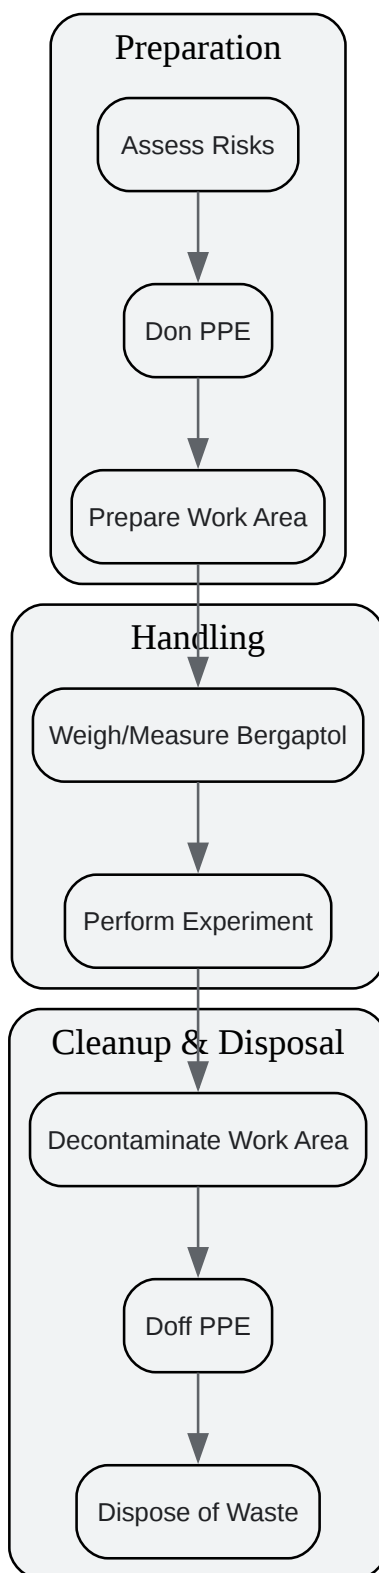 Preparation
Assess Risks
Don PPE
Prepare Work Area
Handling
Weigh/Measure Bergaptol
Perform Experiment
Cleanup & Disposal
Decontaminate Work Area
Doff PPE
Dispose of Waste